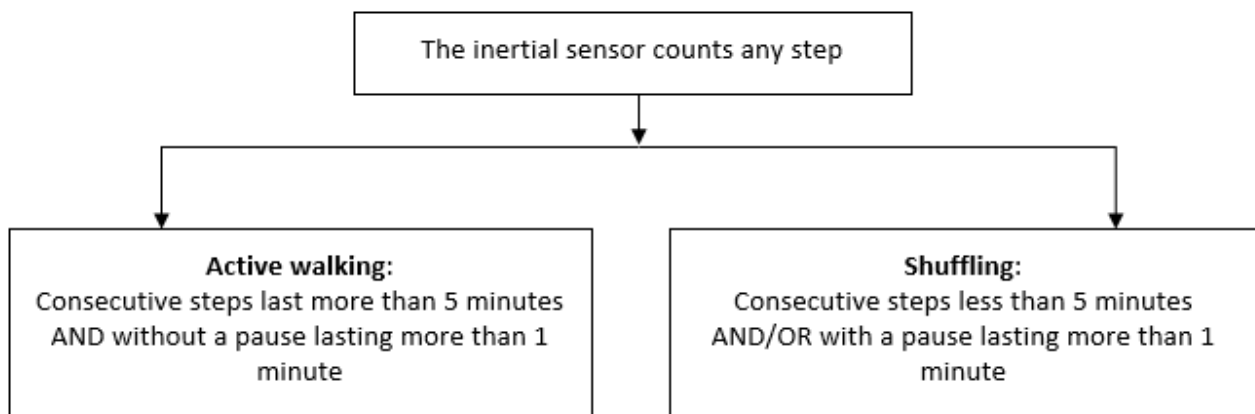 The inertial sensor counts any step
Active walking:
Consecutive steps last more than 5 minutes
AND without a pause lasting more than 1
minute
Shuffling:
Consecutive steps less than 5 minutes
AND/OR with a pause lasting more than 1
minute